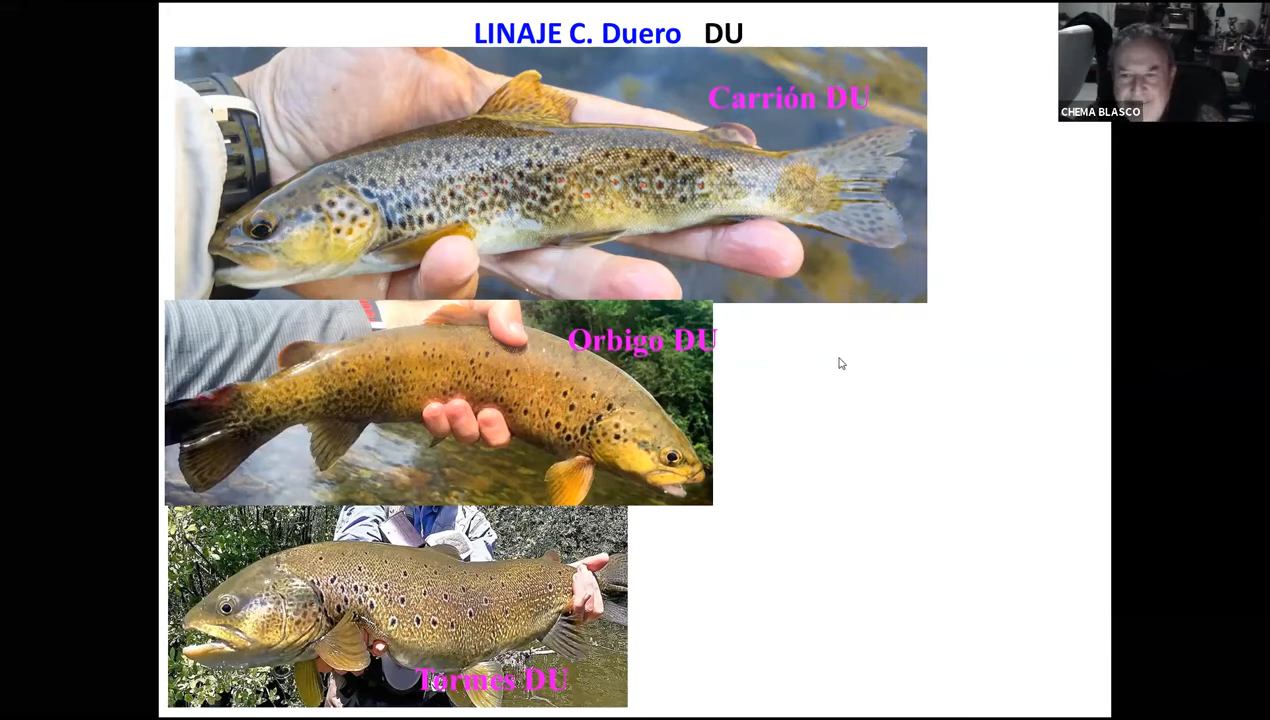 LINAJE C. Duero DU
Carrión DU
CHEMA BLASCO
Orbigo DU
Tormes DU